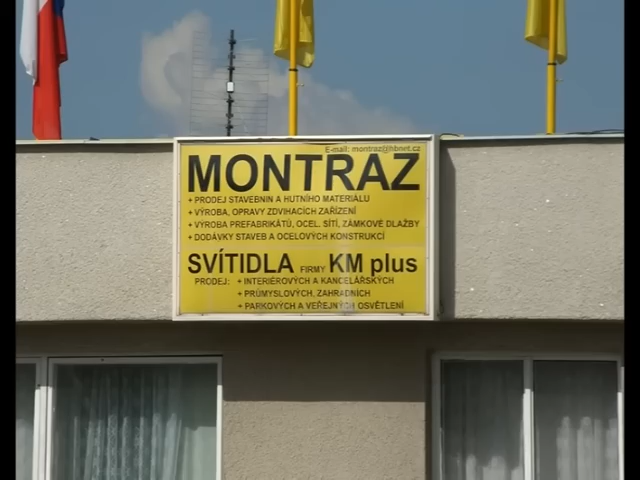 E-mail: montraz@hbnet.cz
MONTRAZ
+ PRODEJ STAVEBNIN A HUTNÍHO MATERIÁLU
+ VÝROBA, OPRAVY ZDVIHACÍCH ZAŘÍZENÍ
+ VÝROBA PREFABRIKÁTŮ, OCEL. SÍTÍ, ZÁMKOVÉ DLAŽBY
+ DODÁVKY STAVEB A OCELOVÝCH KONSTRUKCÍ
SVÍTIDLA FIRMY KM plus
PRODEJ: + INTERIÉROVÝCH A KANCELÁŘSKÝCH
+ PRŮMYSLOVÝCH, ZAHRADNÍCH
+ PARKOVÝCH A VEŘEJNÝCH OSVĚTLENÍ